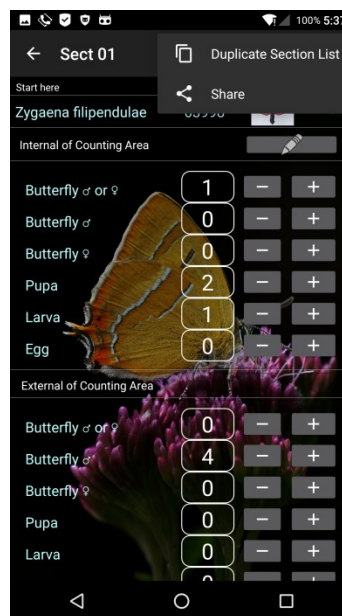 100% 5:37
Sect 01
Duplicate Section List
Share
Start here
Zygaena filipendulae
Internal of Counting Area
Butterfly ♂ or ♀ 1 − +
Butterfly ♂ 0 − +
Butterfly ♀ 0 − +
Pupa 2 − +
Larva 1 − +
Egg 0 − +
External of Counting Area
Butterfly ♂ or ♀ 0 − +
Butterfly ♂ 4 − +
Butterfly ♀ 0 − +
Pupa 0 − +
Larva 0 − +